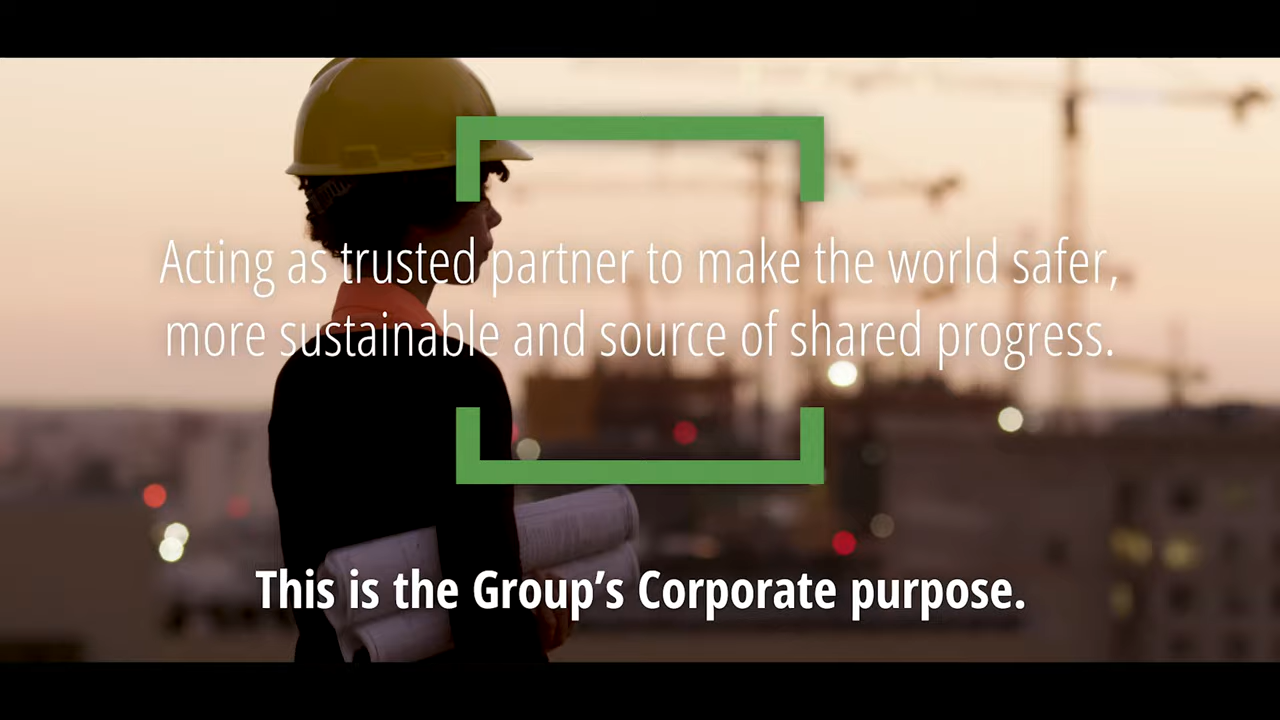 Acting as trusted partner to make the world safer,
more sustainable and source of shared progress.
This is the Group’s Corporate purpose.